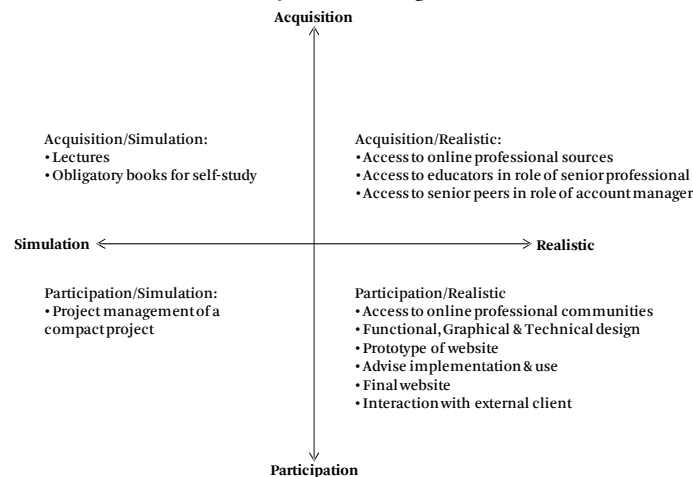 Acquisition
Acquisition/Simulation:
• Lectures
• Obligatory books for self-study
Acquisition/Realistic:
• Access to online professional sources
• Access to educators in role of senior professional
• Access to senior peers in role of account manager
Simulation
Realistic
Participation/Simulation:
• Project management of a
compact project
Participation/Realistic
• Access to online professional communities
• Functional, Graphical & Technical design
• Prototype of website
• Advise implementation & use
• Final website
• Interaction with external client
Participation